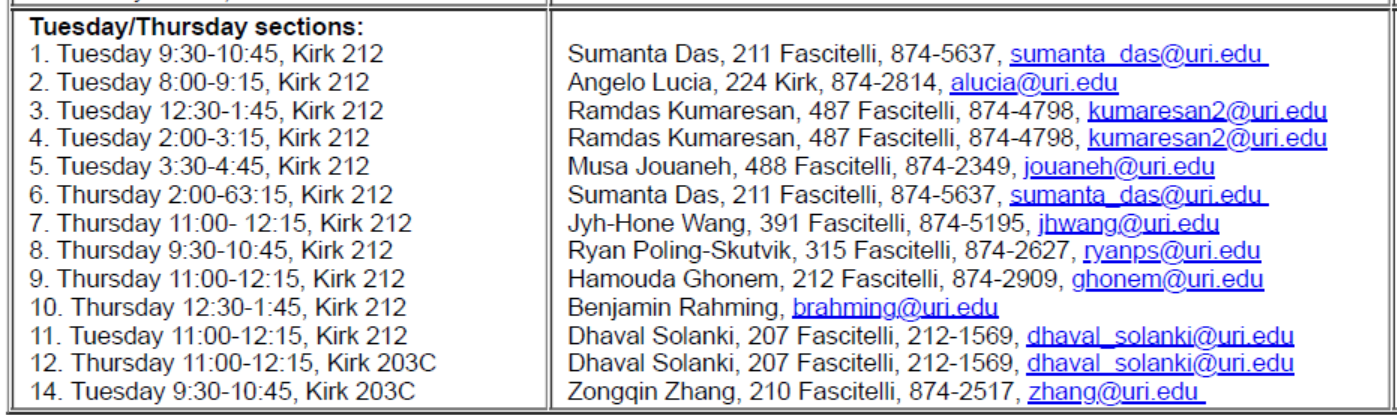 Tuesday/Thursday sections:
1. Tuesday 9:30-10:45, Kirk 212 Sumanta Das, 211 Fascitelli, 874-5637, sumanta_das@uri.edu
2. Tuesday 8:00-9:15, Kirk 212 Angelo Lucia, 224 Kirk, 874-2814, alucia@uri.edu
3. Tuesday 12:30-1:45, Kirk 212 Ramdas Kumaresan, 487 Fascitelli, 874-4798, kumaresan2@uri.edu
4. Tuesday 2:00-3:15, Kirk 212 Ramdas Kumaresan, 487 Fascitelli, 874-4798, kumaresan2@uri.edu
5. Tuesday 3:30-4:45, Kirk 212 Musa Jouaneh, 488 Fascitelli, 874-2349, jouaneh@uri.edu
6. Thursday 2:00-63:15, Kirk 212 Sumanta Das, 211 Fascitelli, 874-5637, sumanta_das@uri.edu
7. Thursday 11:00- 12:15, Kirk 212 Jyh-Hone Wang, 391 Fascitelli, 874-5195, jhwang@uri.edu
8. Thursday 9:30-10:45, Kirk 212 Ryan Poling-Skutvik, 315 Fascitelli, 874-2627, ryanps@uri.edu
9. Thursday 11:00-12:15, Kirk 212 Hamouda Ghonem, 212 Fascitelli, 874-2909, ghonem@uri.edu
10. Thursday 12:30-1:45, Kirk 212 Benjamin Rahming, brahming@uri.edu
11. Tuesday 11:00-12:15, Kirk 212 Dhaval Solanki, 207 Fascitelli, 212-1569, dhaval_solanki@uri.edu
12. Thursday 11:00-12:15, Kirk 203C Dhaval Solanki, 207 Fascitelli, 212-1569, dhaval_solanki@uri.edu
14. Tuesday 9:30-10:45, Kirk 203C Zongqin Zhang, 210 Fascitelli, 874-2517, zhang@uri.edu